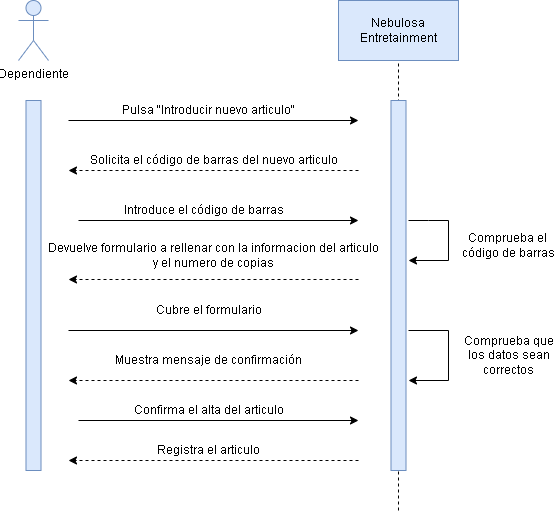 Nebulosa
Entretainment
Dependiente
Pulsa "Introducir nuevo articulo"
Solicita el código de barras del nuevo articulo
Introduce el código de barras
Comprueba el
código de barras
Devuelve formulario a rellenar con la informacion del articulo
y el numero de copias
Cubre el formulario
Comprueba que
los datos sean
correctos
Muestra mensaje de confirmación
Confirma el alta del articulo
Registra el articulo